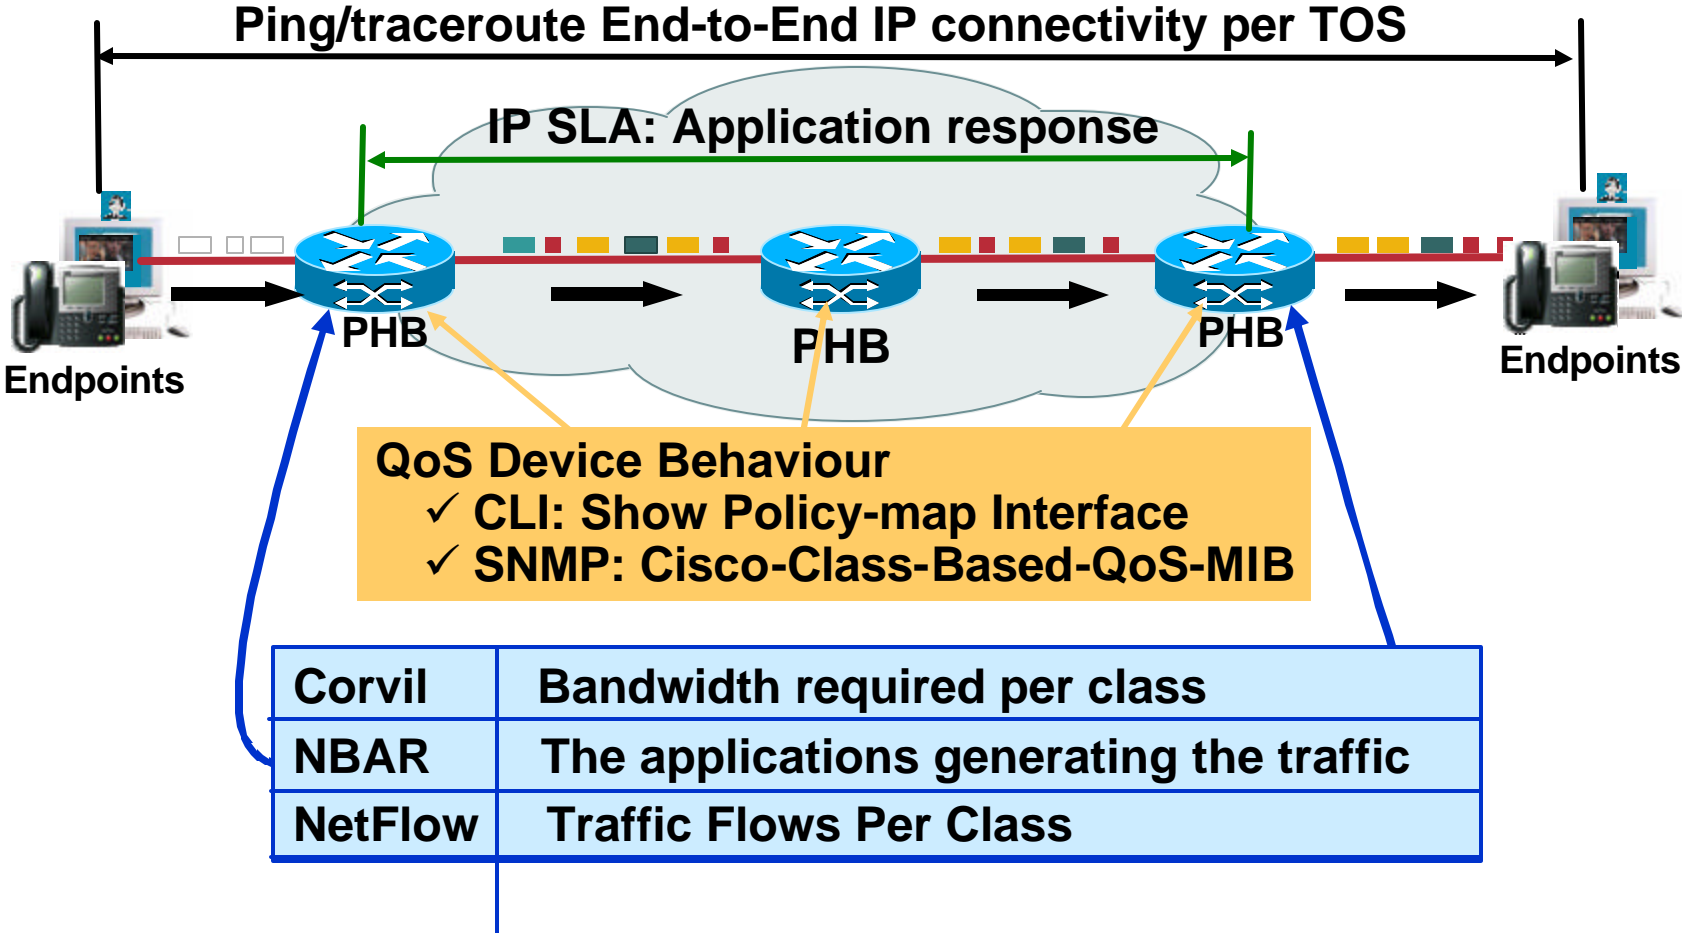 Ping/traceroute End-to-End IP connectivity per TOS
IP SLA: Application response
PHB
PHB
PHB
Endpoints
Endpoints
QoS Device Behaviour
✓ CLI: Show Policy-map Interface
✓ SNMP: Cisco-Class-Based-QoS-MIB
Corvil Bandwidth required per class
NBAR The applications generating the traffic
NetFlow Traffic Flows Per Class